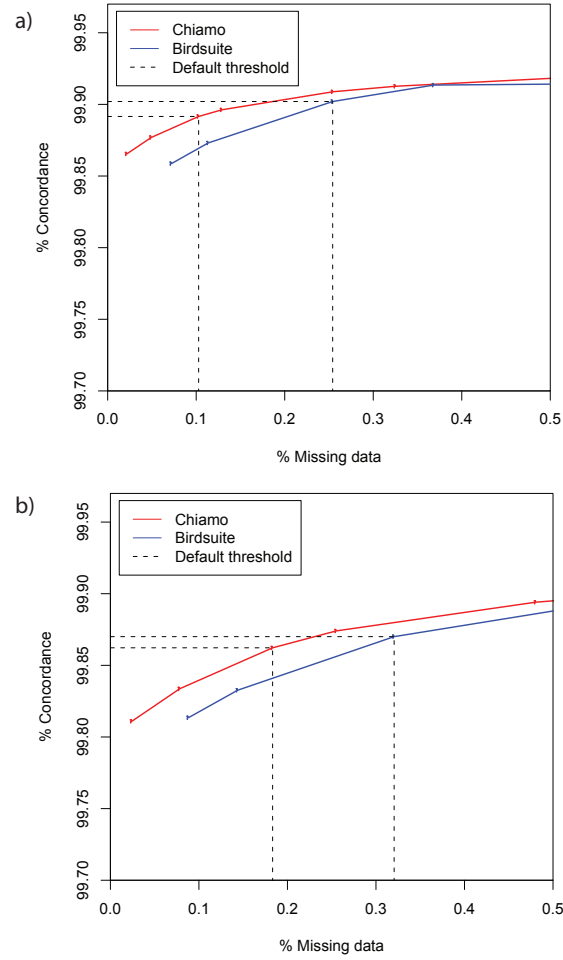 a)
Chiamo
Birdsuite
Default threshold
% Concordance
99.95
99.90
99.85
99.80
99.75
99.70
0.0 0.1 0.2 0.3 0.4 0.5
% Missing data
b)
Chiamo
Birdsuite
Default threshold
% Concordance
99.95
99.90
99.85
99.80
99.75
99.70
0.0 0.1 0.2 0.3 0.4 0.5
% Missing data